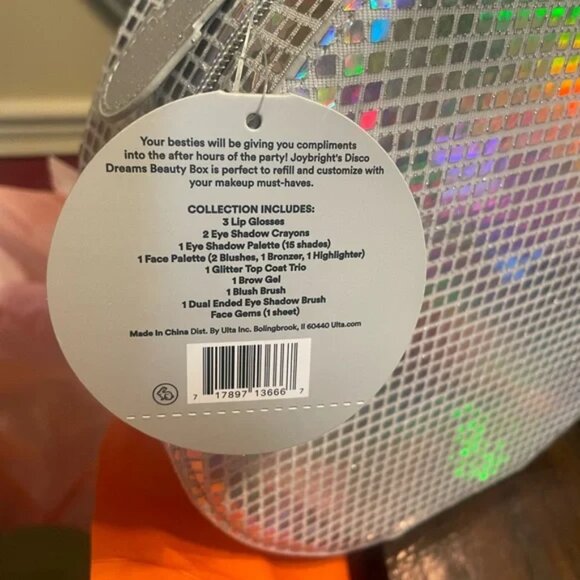 Your besties will be giving you compliments
into the after hours of the party! Joybright's Disco
Dreams Beauty Box is perfect to refill and customize with
your makeup must-haves.
COLLECTION INCLUDES:
3 Lip Glosses
2 Eye Shadow Crayons
1 Eye Shadow Palette (15 shades)
1 Face Palette (2 Blushes, 1 Bronzer, 1 Highlighter)
1 Glitter Top Coat Trio
1 Brow Gel
1 Blush Brush
1 Dual Ended Eye Shadow Brush
Face Gems (1 sheet)
Made in China Dist. By Ulta Inc. Bolingbrook, Il 60440 Ulta.com
7 17897 13666 7